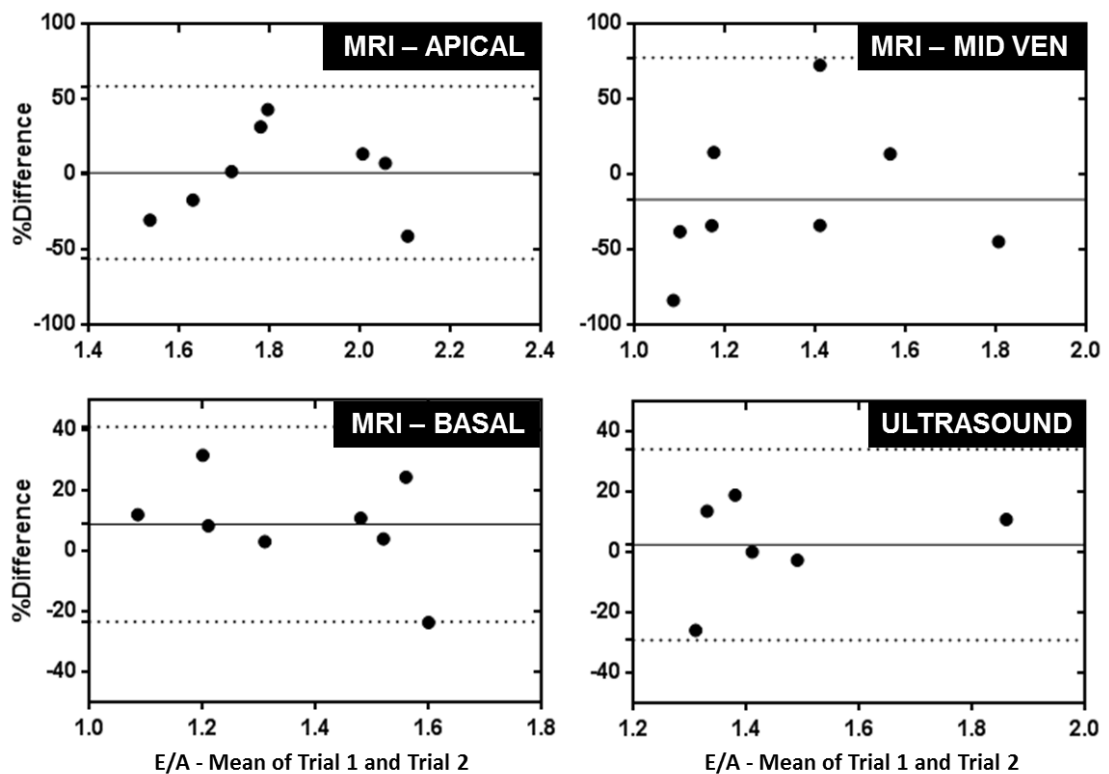 MRI – APICAL
%Difference
100
50
0
-50
-100
1.4 1.6 1.8 2.0 2.2 2.4
MRI – MID VEN
100
50
0
-50
-100
1.0 1.2 1.4 1.6 1.8 2.0
MRI – BASAL
%Difference
40
20
0
-20
-40
1.0 1.2 1.4 1.6 1.8
E/A - Mean of Trial 1 and Trial 2
ULTRASOUND
40
20
0
-20
-40
1.2 1.4 1.6 1.8 2.0
E/A - Mean of Trial 1 and Trial 2